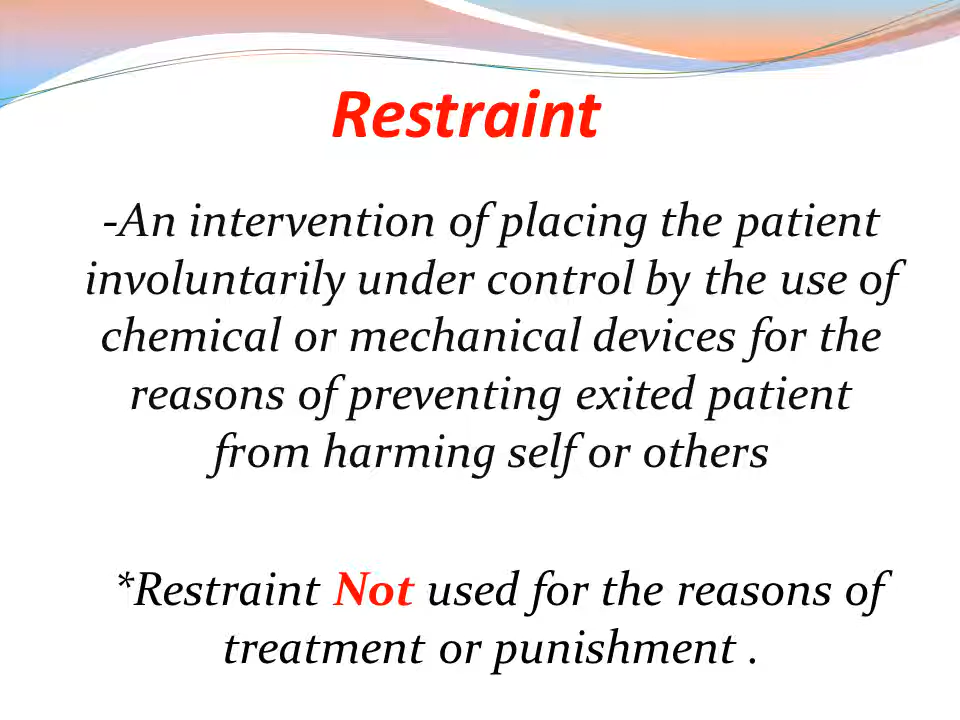 Restraint
-An intervention of placing the patient
involuntarily under control by the use of
chemical or mechanical devices for the
reasons of preventing exited patient
from harming self or others
*Restraint Not used for the reasons of
treatment or punishment .